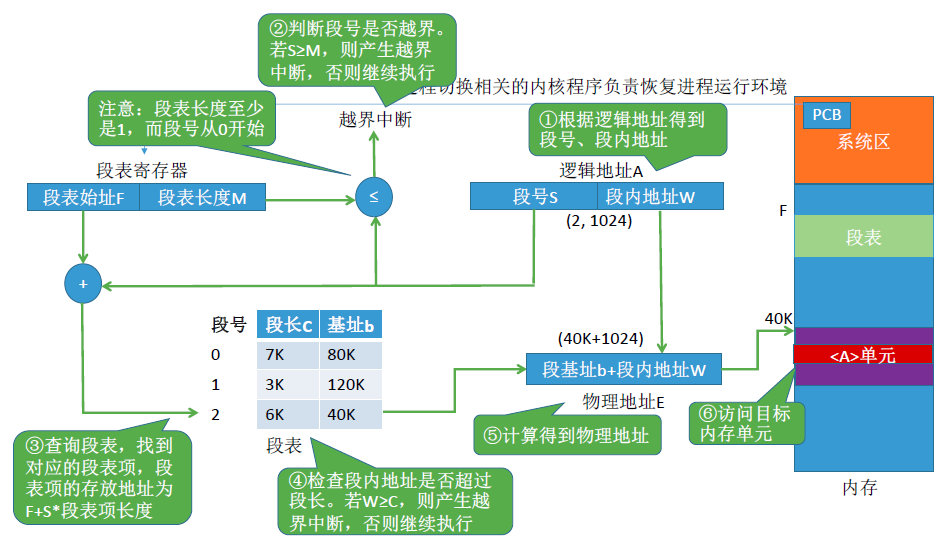 ②判断段号是否越界。
若S≥M，则产生越界
中断，否则继续执行
程切换相关的内核程序负责恢复进程运行环境
注意：段表长度至少
是1，而段号从0开始
越界中断
①根据逻辑地址得到
段号、段内地址
PCB
系统区
段表寄存器
逻辑地址A
段表始址F
段表长度M
≤
段号S
段内地址W
(2, 1024)
F
段表
+
段号
段长C
基址b
0
7K
80K
1
3K
120K
2
6K
40K
段表
(40K+1024)
段基址b+段内地址W
物理地址E
40K
<A>单元
③查询段表，找到
对应的段表项，段
表项的存放地址为
F+S*段表项长度
④检查段内地址是否超过
段长。若W≥C，则产生越
界中断，否则继续执行
⑤计算得到物理地址
⑥访问目标
内存单元
内存